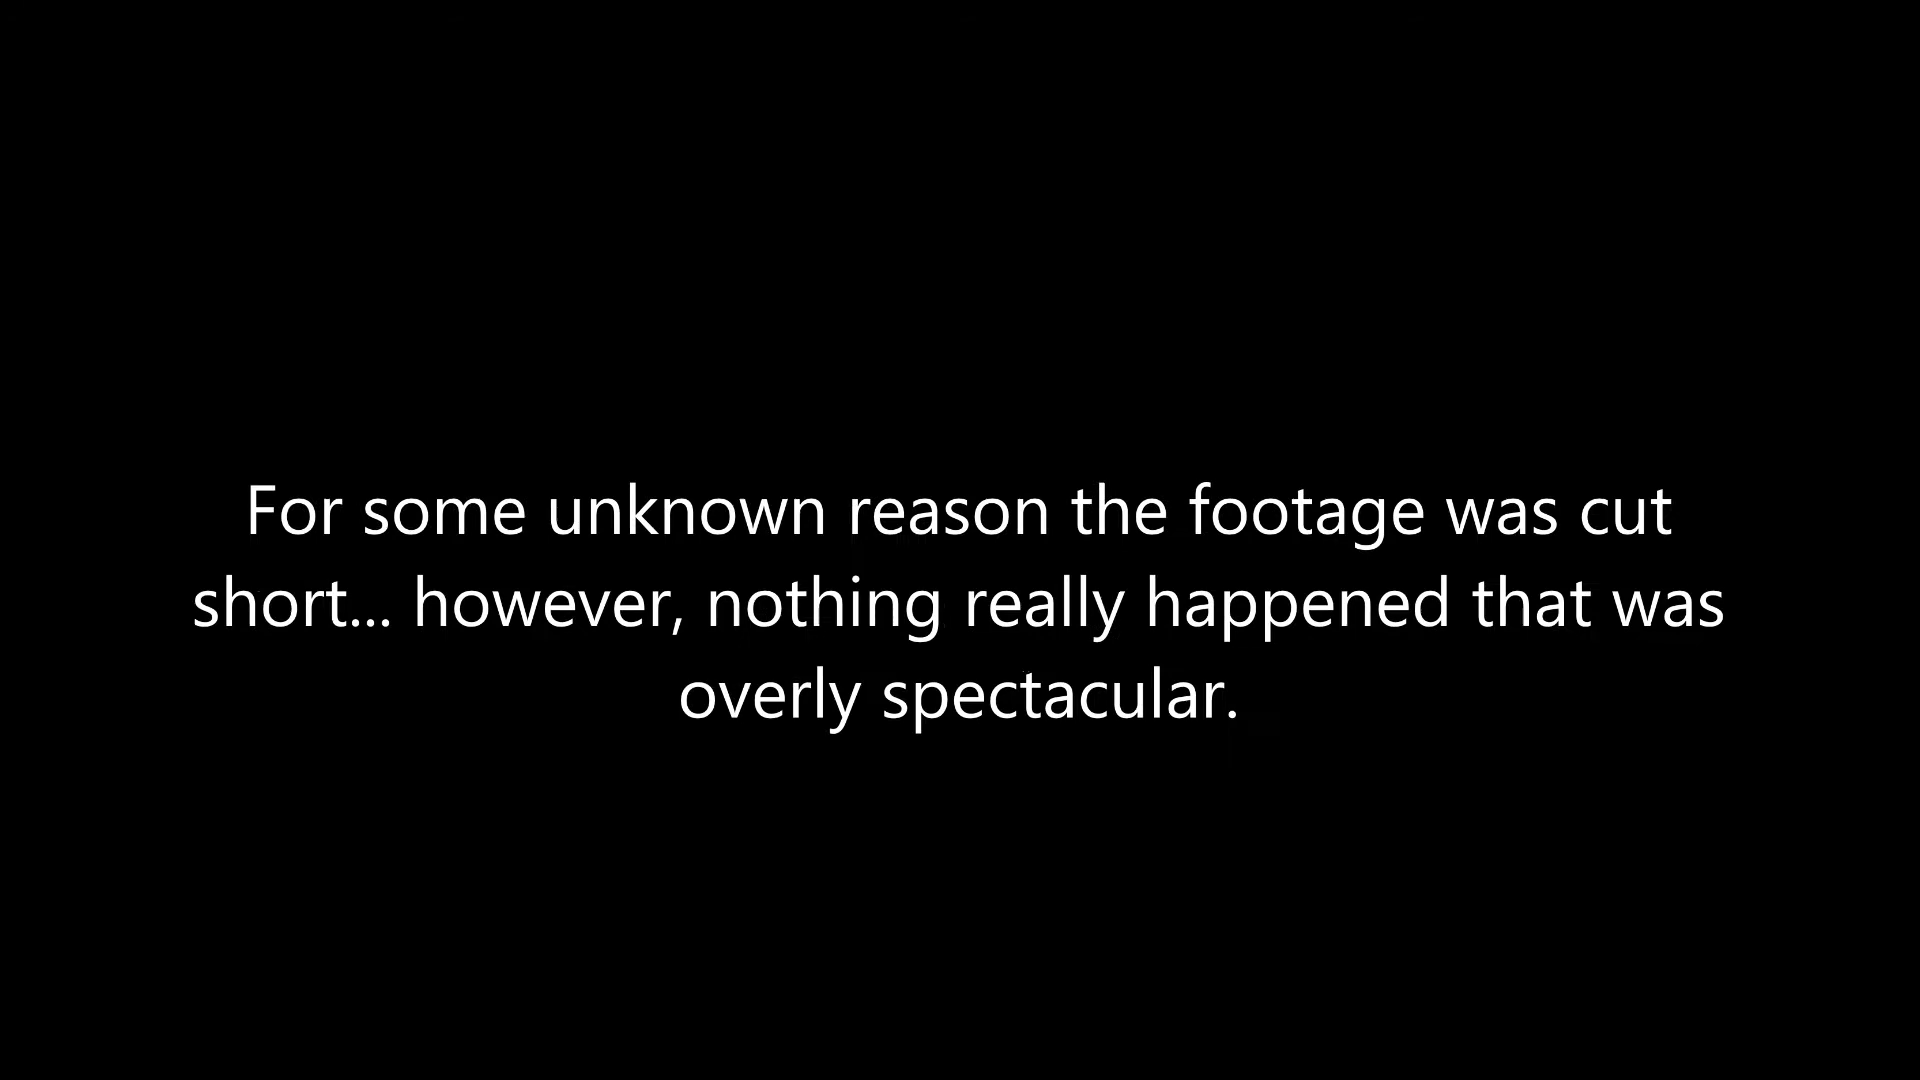 For some unknown reason the footage was cut
short... however, nothing really happened that was
overly spectacular.